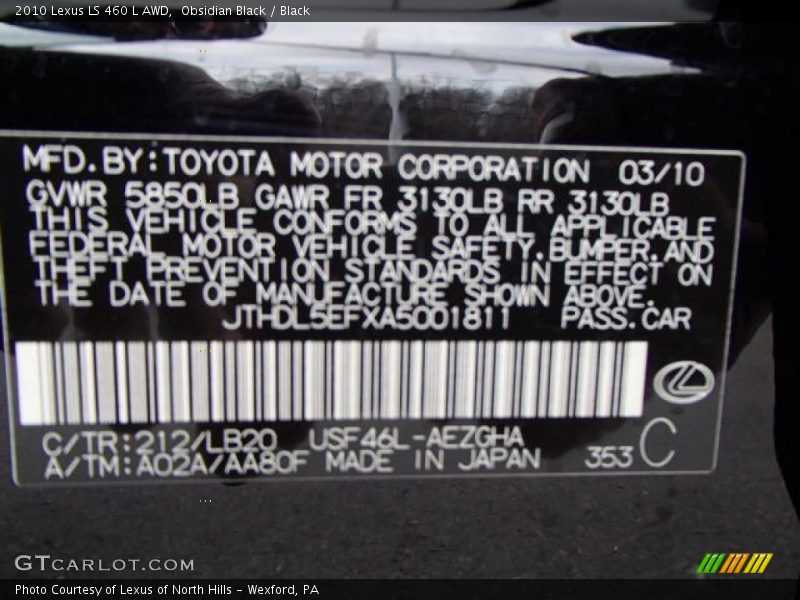 2010 Lexus LS 460 L AWD,  Obsidian Black / Black
MFD.BY:TOYOTA MOTOR CORPORATION 03/10
GVWR 5850LB GAWR FR 3130LB RR 3130LB
THIS VEHICLE CONFORMS TO ALL APPLICABLE
FEDERAL MOTOR VEHICLE SAFETY,BUMPER,AND
THEFT PREVENTION STANDARDS IN EFFECT ON
THE DATE OF MANUFACTURE SHOWN ABOVE.
JTHDL5EFXA5001811 PASS.CAR
C/TR:212/LB20 USF46L-AEZGHA
A/TM:A02A/AA80F MADE IN JAPAN 353 C
GTCARLOT.COM
Photo Courtesy of Lexus of North Hills - Wexford, PA